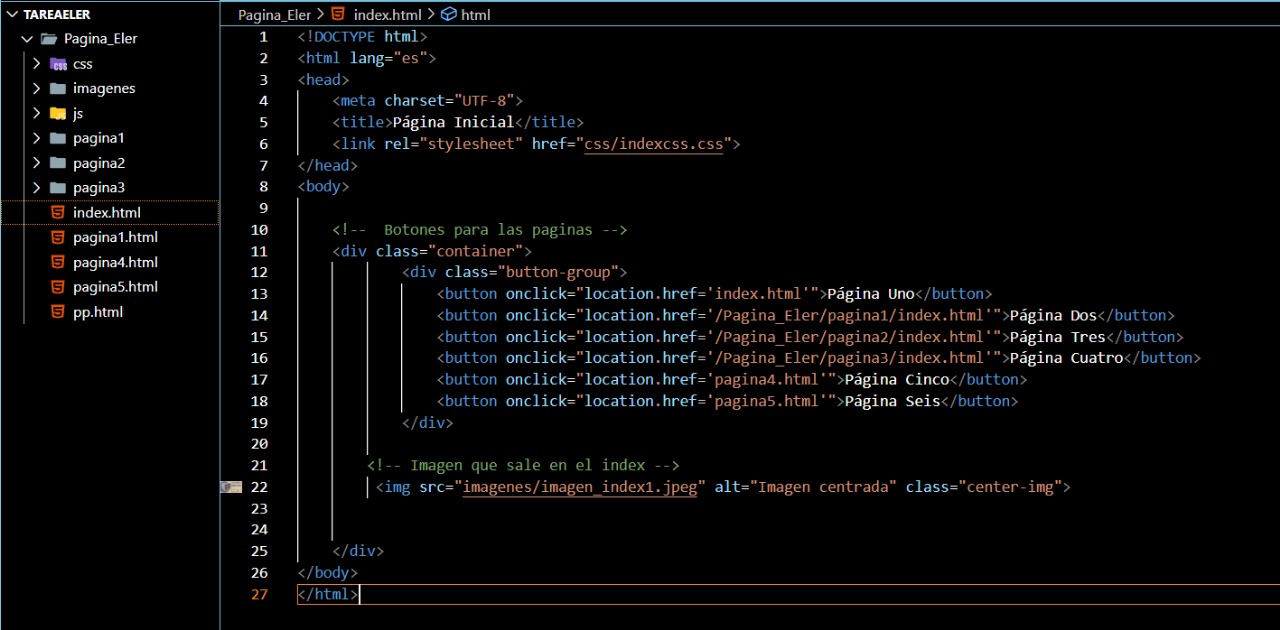 TAREAELER
Pagina_Eler
css
imagenes
js
pagina1
pagina2
pagina3
index.html
pagina1.html
pagina4.html
pagina5.html
pp.html
Pagina_Eler > index.html > html
1 <!DOCTYPE html>
2 <html lang="es">
3 <head>
4 <meta charset="UTF-8">
5 <title>Página Inicial</title>
6 <link rel="stylesheet" href="css/indexcss.css">
7 </head>
8 <body>
9
10 <!--  Botones para las paginas -->
11 <div class="container">
12 <div class="button-group">
13 <button onclick="location.href='index.html'">Página Uno</button>
14 <button onclick="location.href='/Pagina_Eler/pagina1/index.html'">Página Dos</button>
15 <button onclick="location.href='/Pagina_Eler/pagina2/index.html'">Página Tres</button>
16 <button onclick="location.href='/Pagina_Eler/pagina3/index.html'">Página Cuatro</button>
17 <button onclick="location.href='pagina4.html'">Página Cinco</button>
18 <button onclick="location.href='pagina5.html'">Página Seis</button>
19 </div>
20
21 <!-- Imagen que sale en el index -->
22 <img src="imagenes/imagen_index1.jpeg" alt="Imagen centrada" class="center-img">
23
24
25 </div>
26 </body>
27 </html>